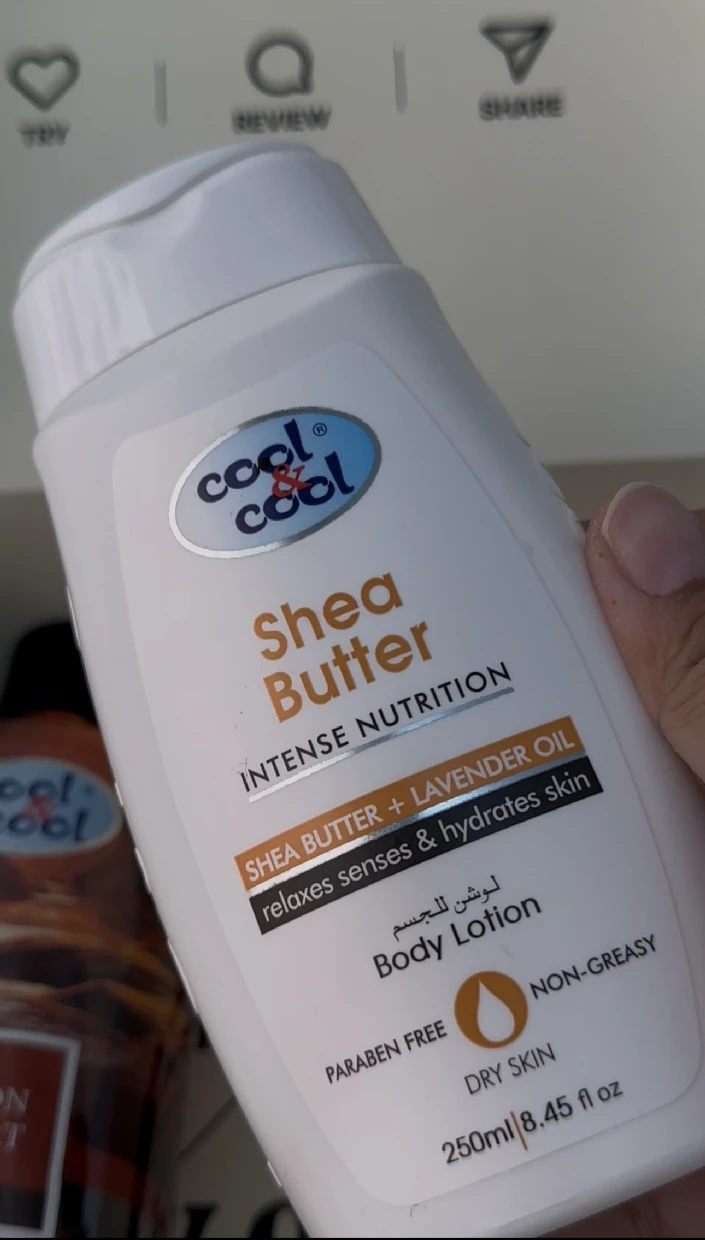 TRY
REVIEW
SHARE
cool ®
&
cool
Shea
Butter
INTENSE NUTRITION
SHEA BUTTER + LAVENDER OIL
relaxes senses & hydrates skin
لوشن للجسم
Body Lotion
PARABEN FREE
NON-GREASY
DRY SKIN
250ml|8.45 fl oz
cool
&
cool